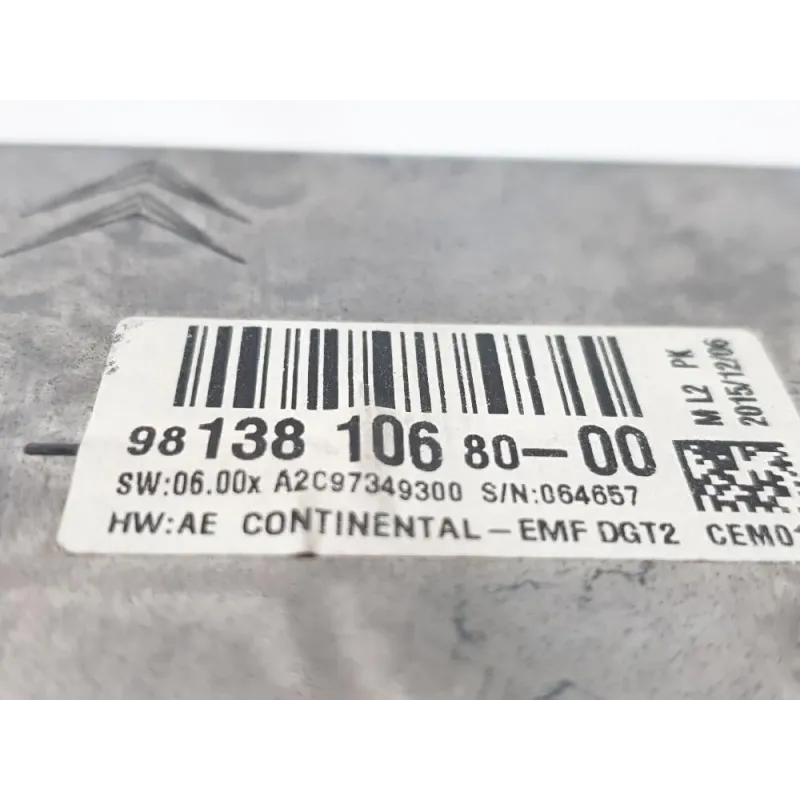 98 138 106 80-00
SW:06.00x A2C97349300 S/N:064657
HW:AE CONTINENTAL-EMF DGT2 CEM01
M L2 PK
2015/12/06